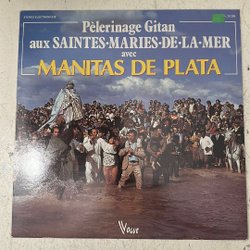 Pèlerinage Gitan
aux SAINTES-MARIES-DE-LA-MER
avec
MANITAS DE PLATA
Vogue